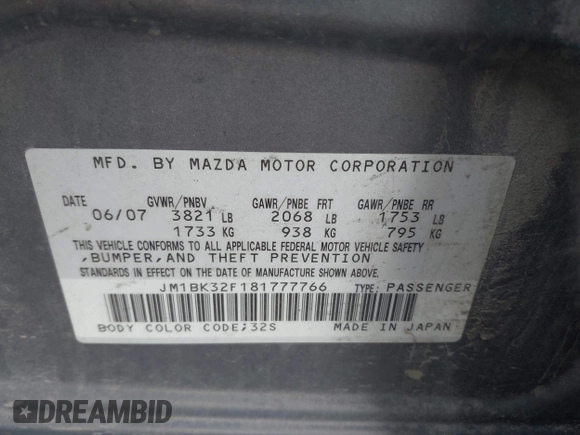 MFD. BY MAZDA MOTOR CORPORATION
DATE GVWR/PNBV GAWR/PNBE FRT GAWR/PNBE RR
06/07 3821 LB 2068 LB 1753 LB
1733 KG 938 KG 795 KG
THIS VEHICLE CONFORMS TO ALL APPLICABLE FEDERAL MOTOR VEHICLE SAFETY
,BUMPER,AND THEFT PREVENTION
STANDARDS IN EFFECT ON THE DATE OF MANUFACTURE SHOWN ABOVE.
JM1BK32F181777766 TYPE: PASSENGER
BODY COLOR CODE;32S MADE IN JAPAN
DREAMBID